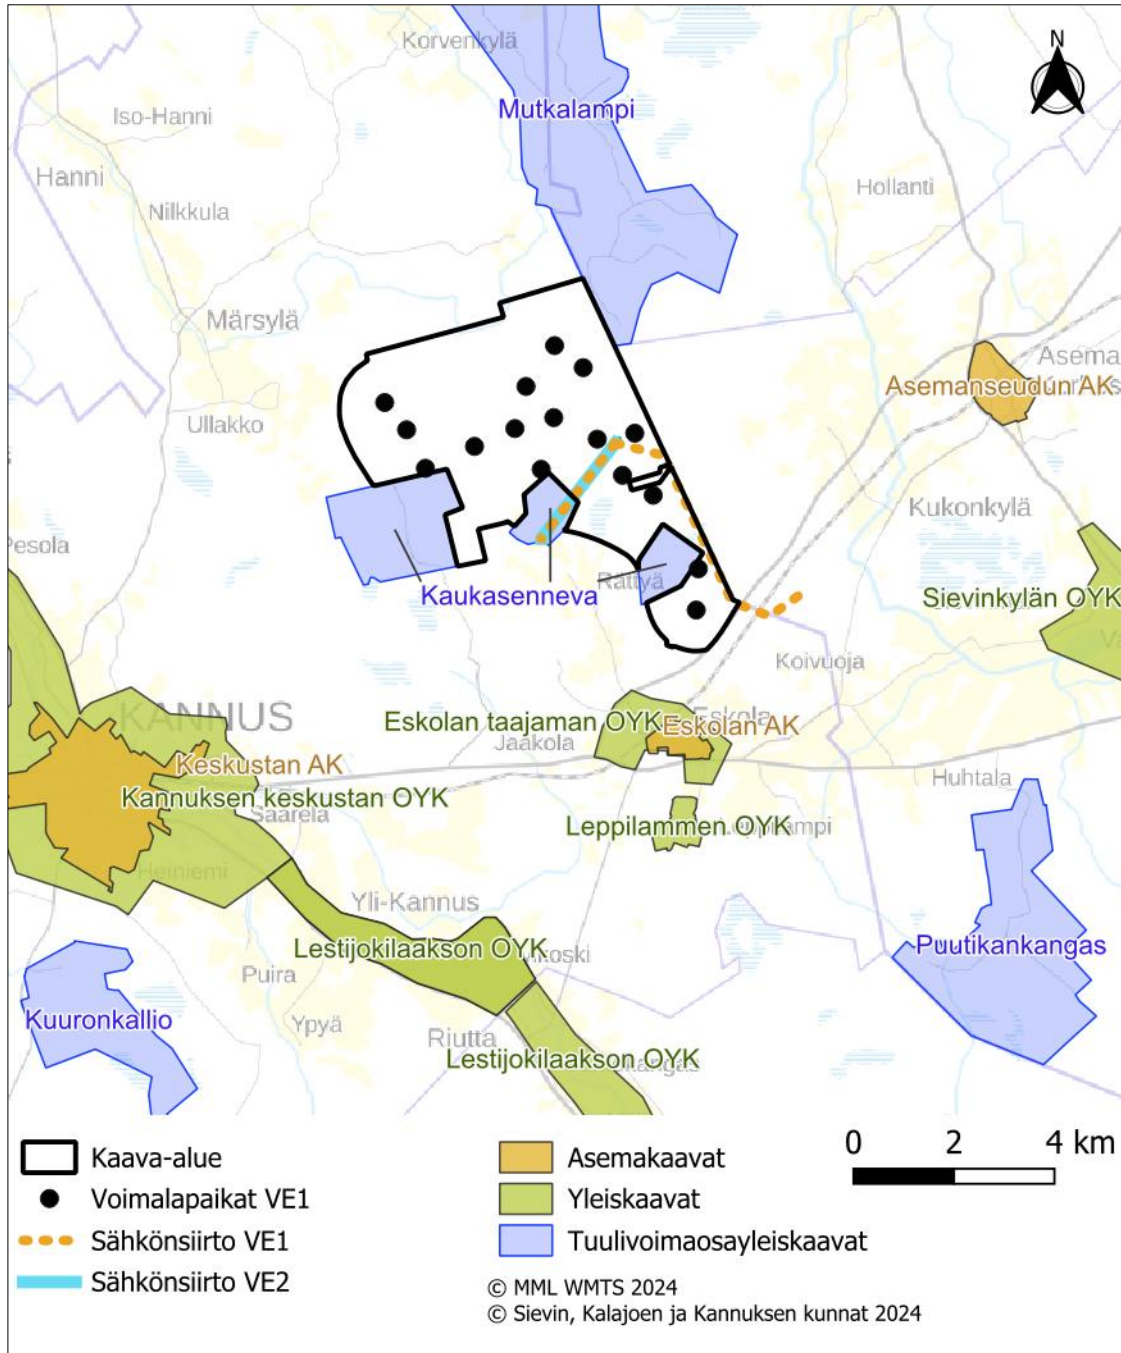 Korvenkylä
N
Mutkalampi
Iso-Hanni
Hanni
Hollanti
Nilkkula
Märsylä
Asema
Asemanseudun AK
Ullakko
Kukonkylä
Pesola
Rättyä
Kaukasenneva
Sievinkylän OYK
Koivuoja
KANNUS
Eskolan taajaman OYK
Eskola
Eskolan AK
Jaakola
Keskustan AK
Huhtala
Kannuksen keskustan OYK
Saarela
Leppilammen OYK
Heiniemi
Yli-Kannus
Lestijokilaakson OYK
Puutikankangas
Puira
Kuuronkallio
Ypyä
Riutta
Lestijokilaakson OYK
Kaava-alue
Voimalapaikat VE1
Sähkönsiirto VE1
Sähkönsiirto VE2
Asemakaavat
Yleiskaavat
Tuulivoimaosayleiskaavat
0 2 4 km
© MML WMTS 2024
© Sievin, Kalajoen ja Kannuksen kunnat 2024